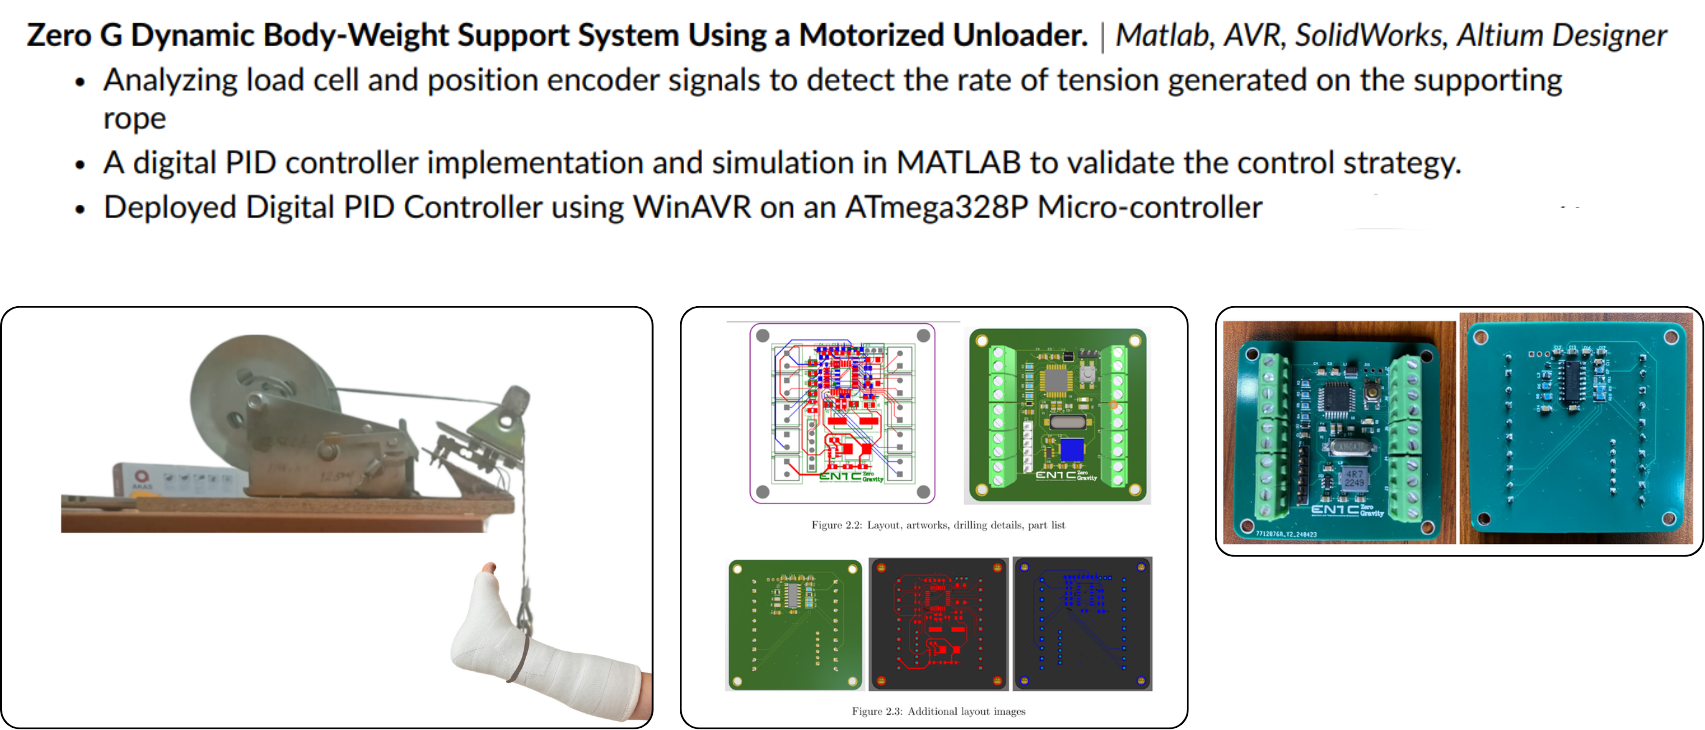 Zero G Dynamic Body-Weight Support System Using a Motorized Unloader. | Matlab, AVR, SolidWorks, Altium Designer
• Analyzing load cell and position encoder signals to detect the rate of tension generated on the supporting
rope
• A digital PID controller implementation and simulation in MATLAB to validate the control strategy.
• Deployed Digital PID Controller using WinAVR on an ATmega328P Micro-controller
AKAS
EN1C Zero
Gravity
EN1C Zero
Gravity
Figure 2.2: Layout, artworks, drilling details, part list
Figure 2.3: Additional layout images
4R7
2249
EN1C Zero
Gravity